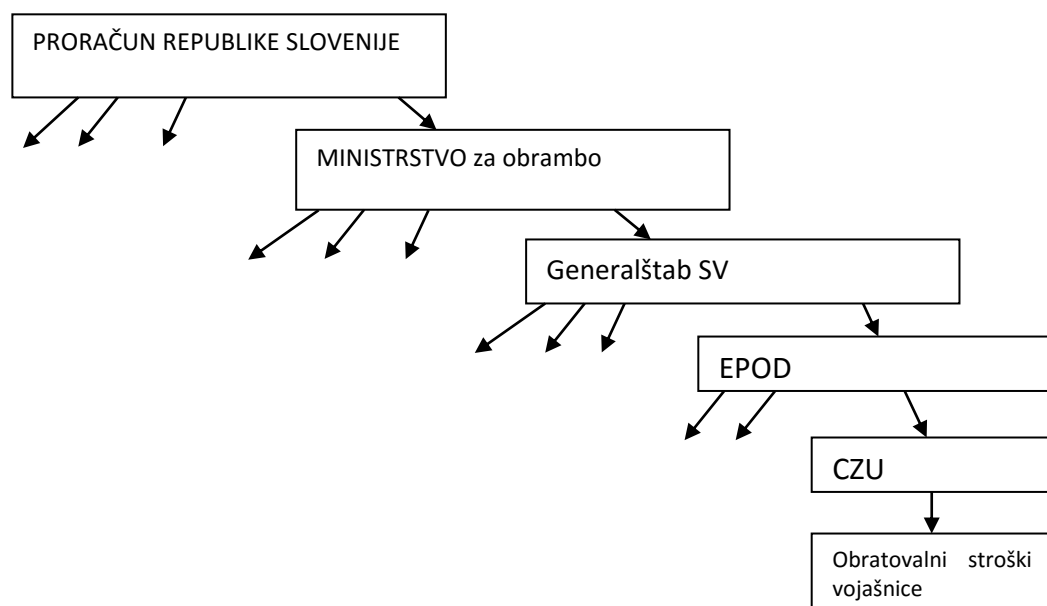 PRORAČUN REPUBLIKE SLOVENIJE
MINISTRSTVO za obrambo
Generalštab SV
EPOD
CZU
Obratovalni stroški
vojašnice